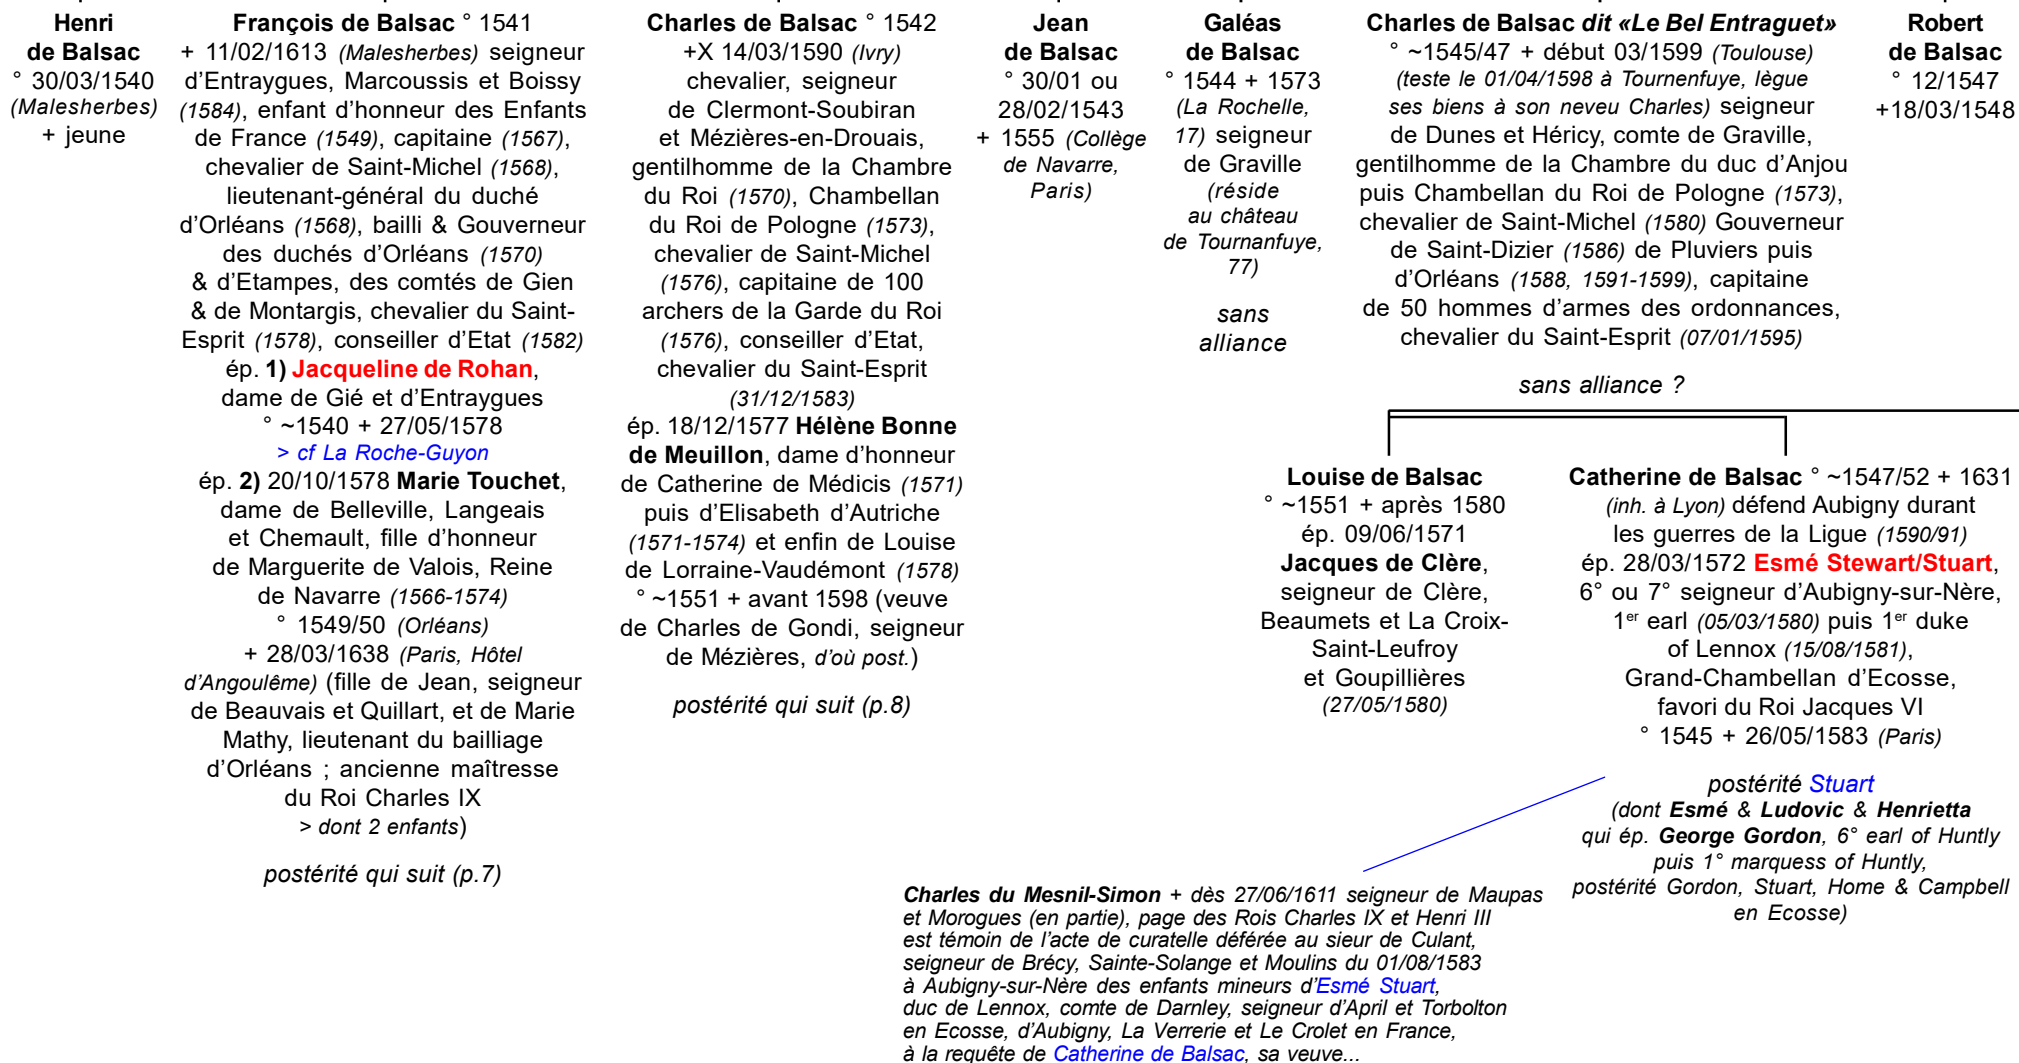 Henri
de Balsac
° 30/03/1540
(Malesherbes)
+ jeune
François de Balsac ° 1541
+ 11/02/1613 (Malesherbes) seigneur
d'Entraygues, Marcoussis et Boissy
(1584), enfant d'honneur des Enfants
de France (1549), capitaine (1567),
chevalier de Saint-Michel (1568),
lieutenant-général du duché
d'Orléans (1568), bailli & Gouverneur
des duchés d'Orléans (1570)
& d'Etampes, des comtés de Gien
& de Montargis, chevalier du Saint-
Esprit (1578), conseiller d'Etat (1582)
ép. 1) Jacqueline de Rohan,
dame de Gié et d'Entraygues
° ~1540 + 27/05/1578
> cf La Roche-Guyon
ép. 2) 20/10/1578 Marie Touchet,
dame de Belleville, Langeais
et Chemault, fille d'honneur
de Marguerite de Valois, Reine
de Navarre (1566-1574)
° 1549/50 (Orléans)
+ 28/03/1638 (Paris, Hôtel
d'Angoulême) (fille de Jean, seigneur
de Beauvais et Quillart, et de Marie
Mathy, lieutenant du bailliage
d'Orléans ; ancienne maîtresse
du Roi Charles IX
> dont 2 enfants)
postérité qui suit (p.7)
Charles de Balsac ° 1542
+X 14/03/1590 (Ivry)
chevalier, seigneur
de Clermont-Soubiran
et Mézières-en-Drouais,
gentilhomme de la Chambre
du Roi (1570), Chambellan
du Roi de Pologne (1573),
chevalier de Saint-Michel
(1576), capitaine de 100
archers de la Garde du Roi
(1576), conseiller d'Etat,
chevalier du Saint-Esprit
(31/12/1583)
ép. 18/12/1577 Hélène Bonne
de Meuillon, dame d'honneur
de Catherine de Médicis (1571)
puis d'Elisabeth d'Autriche
(1571-1574) et enfin de Louise
de Lorraine-Vaudémont (1578)
° ~1551 + avant 1598 (veuve
de Charles de Gondi, seigneur
de Mézières, d'où post.)
postérité qui suit (p.8)
Jean
de Balsac
° 30/01 ou
28/02/1543
+ 1555 (Collège
de Navarre,
Paris)
Galéas
de Balsac
° 1544 + 1573
(La Rochelle,
17) seigneur
de Graville
(réside
au château
de Tournanfuye,
77)
sans
alliance
Charles de Balsac dit «Le Bel Entraguet»
° ~1545/47 + début 03/1599 (Toulouse)
(teste le 01/04/1598 à Tournenfuye, lègue
ses biens à son neveu Charles) seigneur
de Dunes et Héricy, comte de Graville,
gentilhomme de la Chambre du duc d'Anjou
puis Chambellan du Roi de Pologne (1573),
chevalier de Saint-Michel (1580) Gouverneur
de Saint-Dizier (1586) de Pluviers puis
d'Orléans (1588, 1591-1599), capitaine
de 50 hommes d'armes des ordonnances,
chevalier du Saint-Esprit (07/01/1595)
sans alliance ?
Robert
de Balsac
° 12/1547
+18/03/1548
Louise de Balsac
° ~1551 + après 1580
ép. 09/06/1571
Jacques de Clère,
seigneur de Clère,
Beaumets et La Croix-
Saint-Leufroy
et Goupillières
(27/05/1580)
Catherine de Balsac ° ~1547/52 + 1631
(inh. à Lyon) défend Aubigny durant
les guerres de la Ligue (1590/91)
ép. 28/03/1572 Esmé Stewart/Stuart,
6° ou 7° seigneur d'Aubigny-sur-Nère,
1er earl (05/03/1580) puis 1er duke
of Lennox (15/08/1581),
Grand-Chambellan d'Ecosse,
favori du Roi Jacques VI
° 1545 + 26/05/1583 (Paris)
postérité Stuart
(dont Esmé & Ludovic & Henrietta
qui ép. George Gordon, 6° earl of Huntly
puis 1° marquess of Huntly,
postérité Gordon, Stuart, Home & Campbell
en Ecosse)
Charles du Mesnil-Simon + dès 27/06/1611 seigneur de Maupas
et Morogues (en partie), page des Rois Charles IX et Henri III
est témoin de l'acte de curatelle déférée au sieur de Culant,
seigneur de Brécy, Sainte-Solange et Moulins du 01/08/1583
à Aubigny-sur-Nère des enfants mineurs d'Esmé Stuart,
duc de Lennox, comte de Darnley, seigneur d'April et Torbolton
en Ecosse, d'Aubigny, La Verrerie et Le Crolet en France,
à la requête de Catherine de Balsac, sa veuve...